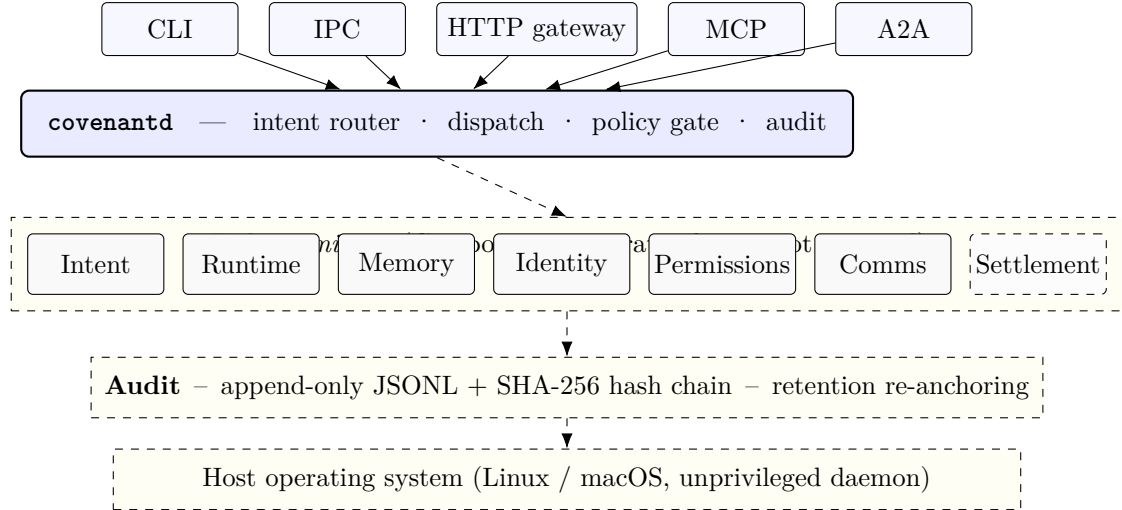 CLI IPC HTTP gateway MCP A2A
covenantd — intent router · dispatch · policy gate · audit
Intent Runtime Memory Identity Permissions Comms Settlement
Audit – append-only JSONL + SHA-256 hash chain – retention re-anchoring
Host operating system (Linux / macOS, unprivileged daemon)